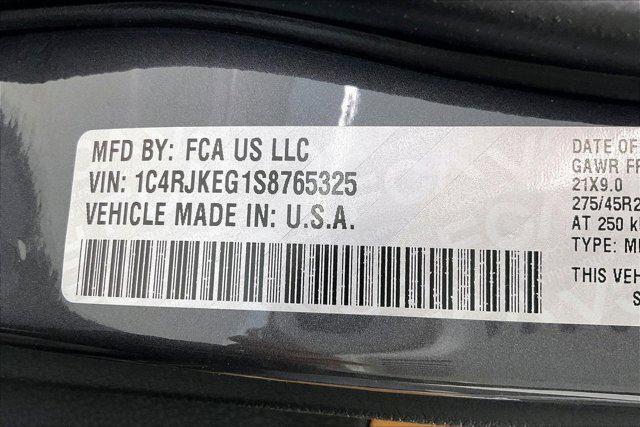 MFD BY: FCA US LLC
VIN: 1C4RJKEG1S8765325
VEHICLE MADE IN: U.S.A.
DATE OF
GAWR FR
21X9.0
275/45R2
AT 250 k
TYPE: M
THIS VEH
S